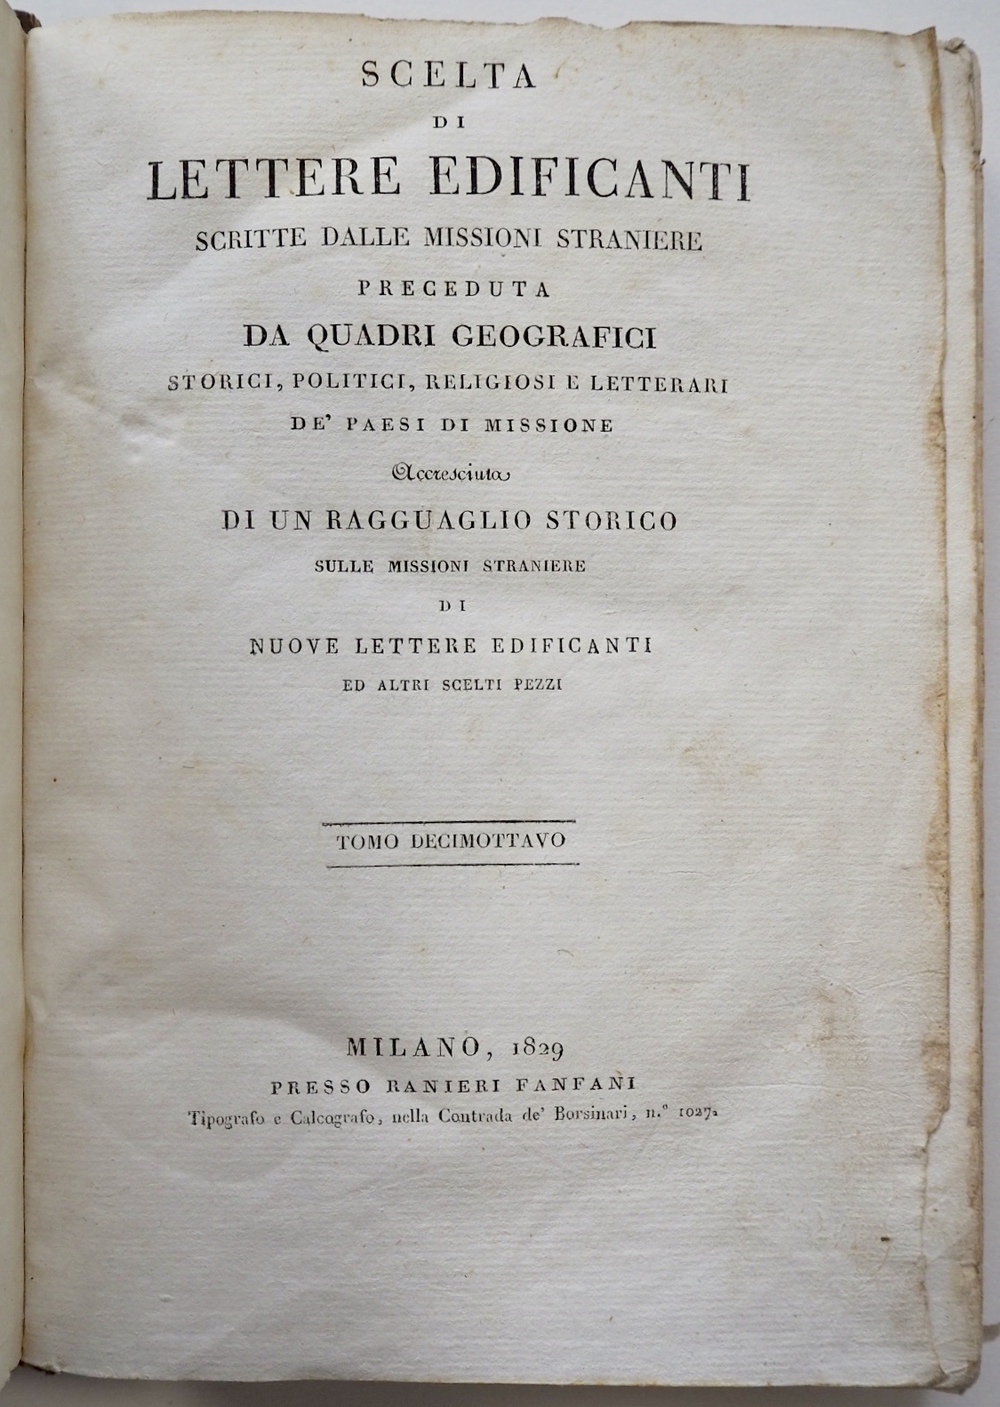 SCELTA
DI
LETTERE EDIFICANTI
SCRITTE DALLE MISSIONI STRANIERE
PRECEDUTA
DA QUADRI GEOGRAFICI
STORICI, POLITICI, RELIGIOSI E LETTERARI
DE' PAESI DI MISSIONE
Accresciuta
DI UN RAGGUAGLIO STORICO
SULLE MISSIONI STRANIERE
DI
NUOVE LETTERE EDIFICANTI
ED ALTRI SCELTI PEZZI
TOMO DECIMOTTAVO
MILANO, 1829
PRESSO RANIERI FANFANI
Tipografo e Calcografo, nella Contrada de' Borsinari, n.º 1027.